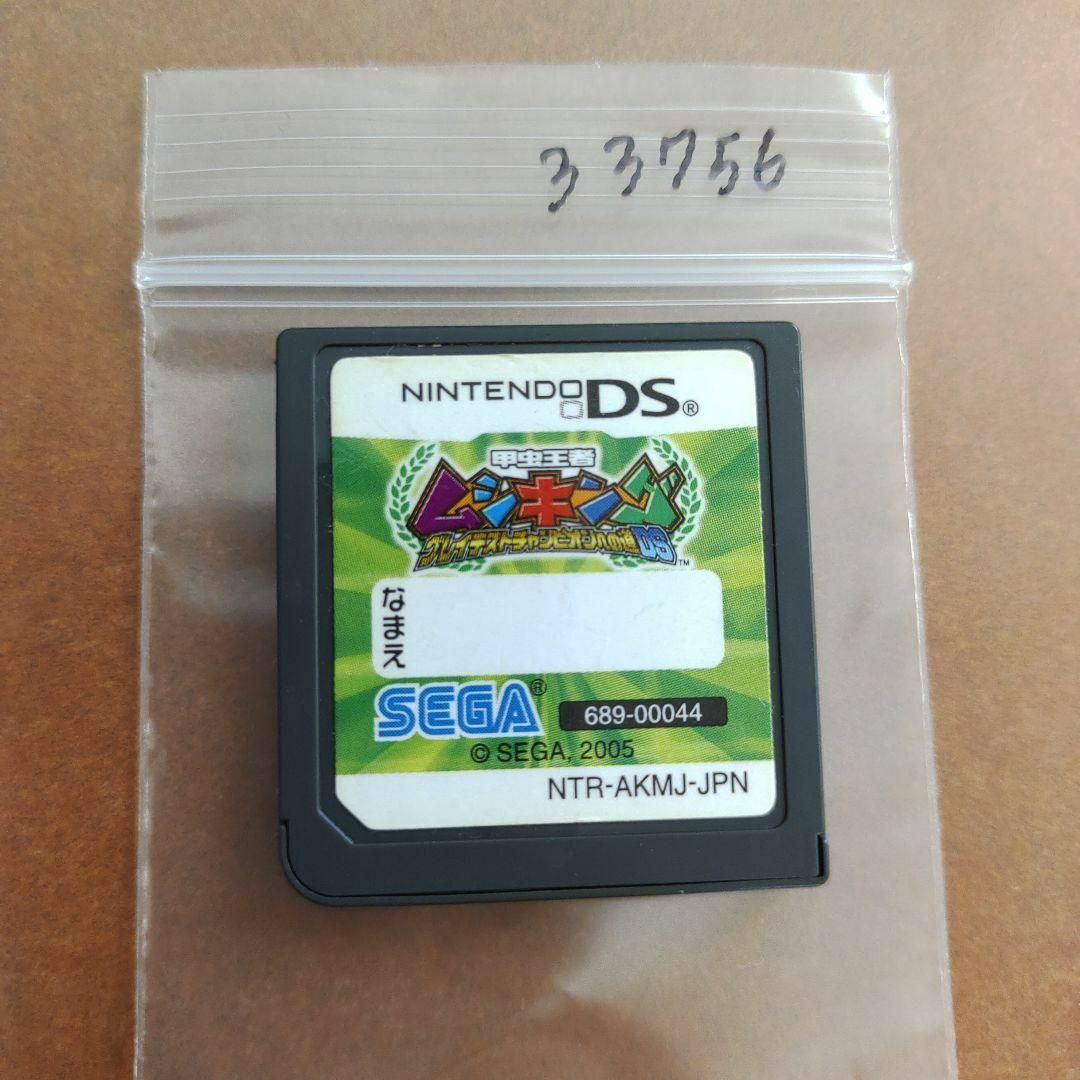 33756
NINTENDO DS®
甲虫王者
ムシキング
グレイテストチャンピオンへの道DS™
なまえ
SEGA®
689-00044
© SEGA, 2005
NTR-AKMJ-JPN